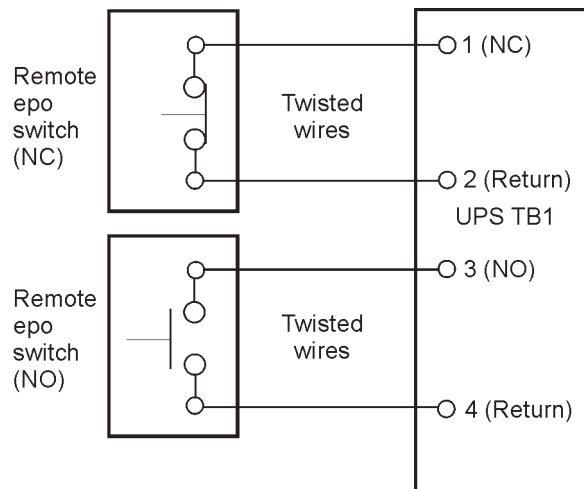 Remote
epo
switch
(NC)
Twisted
wires
1 (NC)
2 (Return)
UPS TB1
Remote
epo
switch
(NO)
Twisted
wires
3 (NO)
4 (Return)